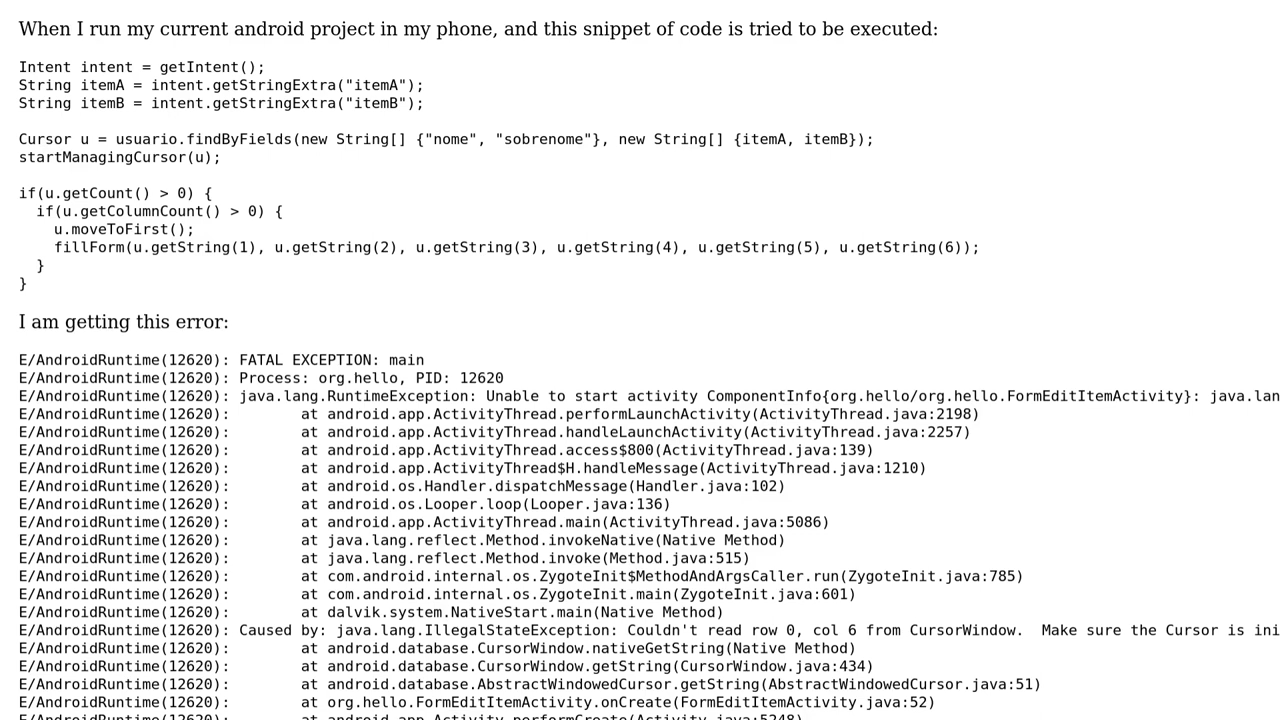 When I run my current android project in my phone, and this snippet of code is tried to be executed:
Intent intent = getIntent();
String itemA = intent.getStringExtra("itemA");
String itemB = intent.getStringExtra("itemB");
Cursor u = usuario.findByFields(new String[] {"nome", "sobrenome"}, new String[] {itemA, itemB});
startManagingCursor(u);
if(u.getCount() > 0) {
  if(u.getColumnCount() > 0) {
    u.moveToFirst();
    fillForm(u.getString(1), u.getString(2), u.getString(3), u.getString(4), u.getString(5), u.getString(6));
  }
}
I am getting this error:
E/AndroidRuntime(12620): FATAL EXCEPTION: main
E/AndroidRuntime(12620): Process: org.hello, PID: 12620
E/AndroidRuntime(12620): java.lang.RuntimeException: Unable to start activity ComponentInfo{org.hello/org.hello.FormEditItemActivity}: java.lan
E/AndroidRuntime(12620):        at android.app.ActivityThread.performLaunchActivity(ActivityThread.java:2198)
E/AndroidRuntime(12620):        at android.app.ActivityThread.handleLaunchActivity(ActivityThread.java:2257)
E/AndroidRuntime(12620):        at android.app.ActivityThread.access$800(ActivityThread.java:139)
E/AndroidRuntime(12620):        at android.app.ActivityThread$H.handleMessage(ActivityThread.java:1210)
E/AndroidRuntime(12620):        at android.os.Handler.dispatchMessage(Handler.java:102)
E/AndroidRuntime(12620):        at android.os.Looper.loop(Looper.java:136)
E/AndroidRuntime(12620):        at android.app.ActivityThread.main(ActivityThread.java:5086)
E/AndroidRuntime(12620):        at java.lang.reflect.Method.invokeNative(Native Method)
E/AndroidRuntime(12620):        at java.lang.reflect.Method.invoke(Method.java:515)
E/AndroidRuntime(12620):        at com.android.internal.os.ZygoteInit$MethodAndArgsCaller.run(ZygoteInit.java:785)
E/AndroidRuntime(12620):        at com.android.internal.os.ZygoteInit.main(ZygoteInit.java:601)
E/AndroidRuntime(12620):        at dalvik.system.NativeStart.main(Native Method)
E/AndroidRuntime(12620): Caused by: java.lang.IllegalStateException: Couldn't read row 0, col 6 from CursorWindow.  Make sure the Cursor is ini
E/AndroidRuntime(12620):        at android.database.CursorWindow.nativeGetString(Native Method)
E/AndroidRuntime(12620):        at android.database.CursorWindow.getString(CursorWindow.java:434)
E/AndroidRuntime(12620):        at android.database.AbstractWindowedCursor.getString(AbstractWindowedCursor.java:51)
E/AndroidRuntime(12620):        at org.hello.FormEditItemActivity.onCreate(FormEditItemActivity.java:52)
E/AndroidRuntime(12620):        at android.app.Activity.performCreate(Activity.java:5248)